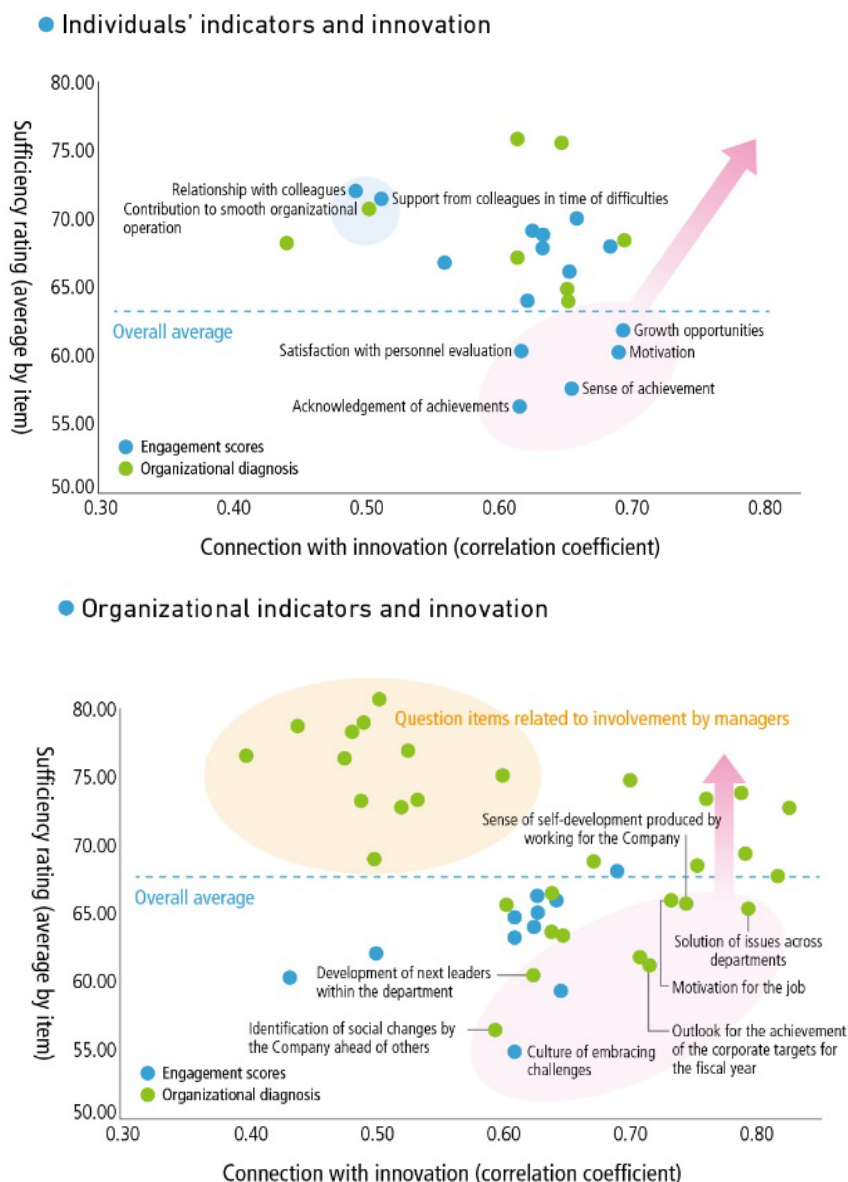 Individuals' indicators and innovation
Sufficiency rating (average by item)
80.00
75.00
70.00
65.00
60.00
55.00
50.00
Relationship with colleagues
Contribution to smooth organizational
operation
Support from colleagues in time of difficulties
Overall average
Growth opportunities
Satisfaction with personnel evaluation
Motivation
Sense of achievement
Acknowledgement of achievements
Engagement scores
Organizational diagnosis
0.30
0.40
0.50
0.60
0.70
0.80
Connection with innovation (correlation coefficient)
Organizational indicators and innovation
Sufficiency rating (average by item)
80.00
75.00
70.00
65.00
60.00
55.00
50.00
Question items related to involvement by managers
Sense of self-development produced by
working for the Company
Overall average
Solution of issues across
departments
Development of next leaders
within the department
Motivation for the job
Identification of social changes by
the Company ahead of others
Outlook for the achievement
of the corporate targets for
the fiscal year
Culture of embracing
challenges
Engagement scores
Organizational diagnosis
0.30
0.40
0.50
0.60
0.70
0.80
Connection with innovation (correlation coefficient)